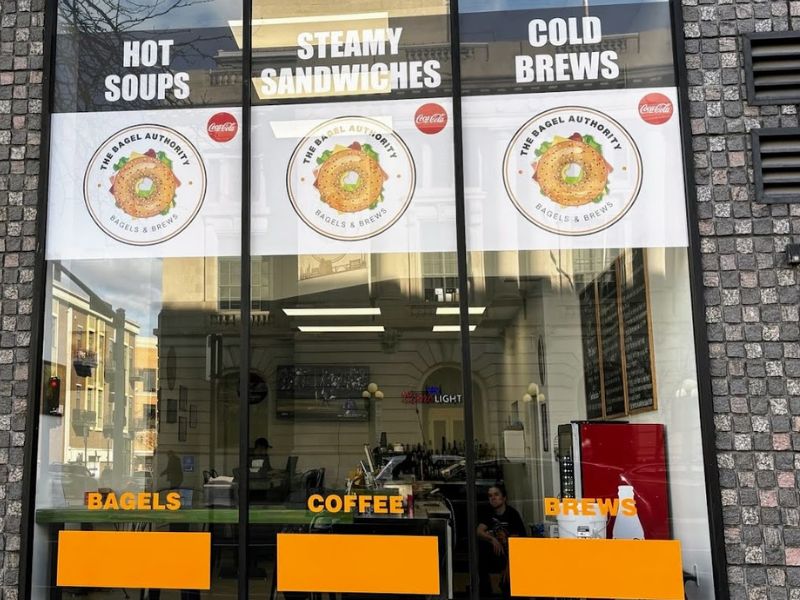 HOT
SOUPS
STEAMY
SANDWICHES
COLD
BREWS
Coca-Cola
THE BAGEL AUTHORITY
BAGELS & BREWS
Coca-Cola
THE BAGEL AUTHORITY
BAGELS & BREWS
Coca-Cola
THE BAGEL AUTHORITY
BAGELS & BREWS
LIGHT
BAGELS
COFFEE
BREWS